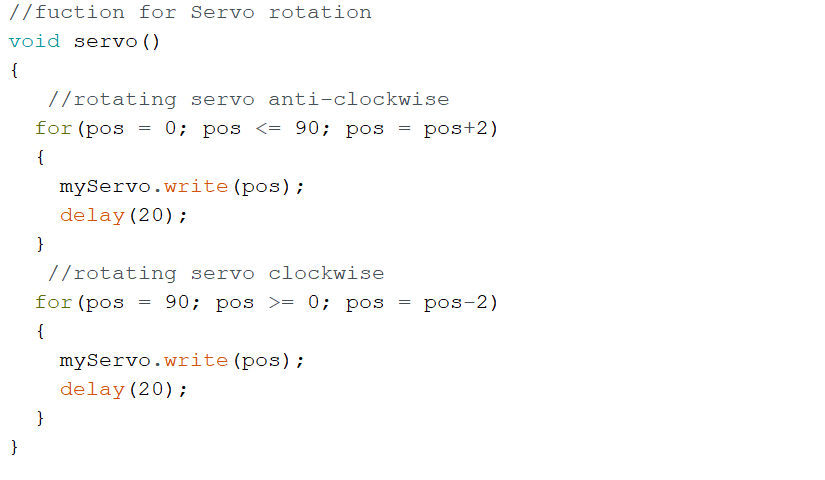 //fuction for Servo rotation
void servo()
{
//rotating servo anti-clockwise
for(pos = 0; pos <= 90; pos = pos+2)
{
myServo.write(pos);
delay(20);
}
//rotating servo clockwise
for(pos = 90; pos >= 0; pos = pos-2)
{
myServo.write(pos);
delay(20);
}
}